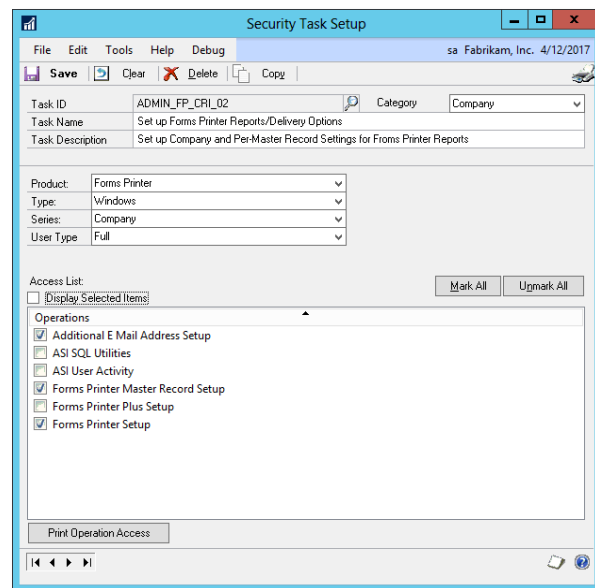 Security Task Setup
File Edit Tools Help Debug sa Fabrikam, Inc. 4/12/2017
Save Clear Delete Copy
Task ID ADMIN_FP_CRI_02 Category Company
Task Name Set up Forms Printer Reports/Delivery Options
Task Description Set up Company and Per-Master Record Settings for Froms Printer Reports
Product: Forms Printer
Type: Windows
Series: Company
User Type Full
Access List:
Mark All Unmark All
Display Selected Items
Operations
Additional E Mail Address Setup
ASI SQL Utilities
ASI User Activity
Forms Printer Master Record Setup
Forms Printer Plus Setup
Forms Printer Setup
Print Operation Access